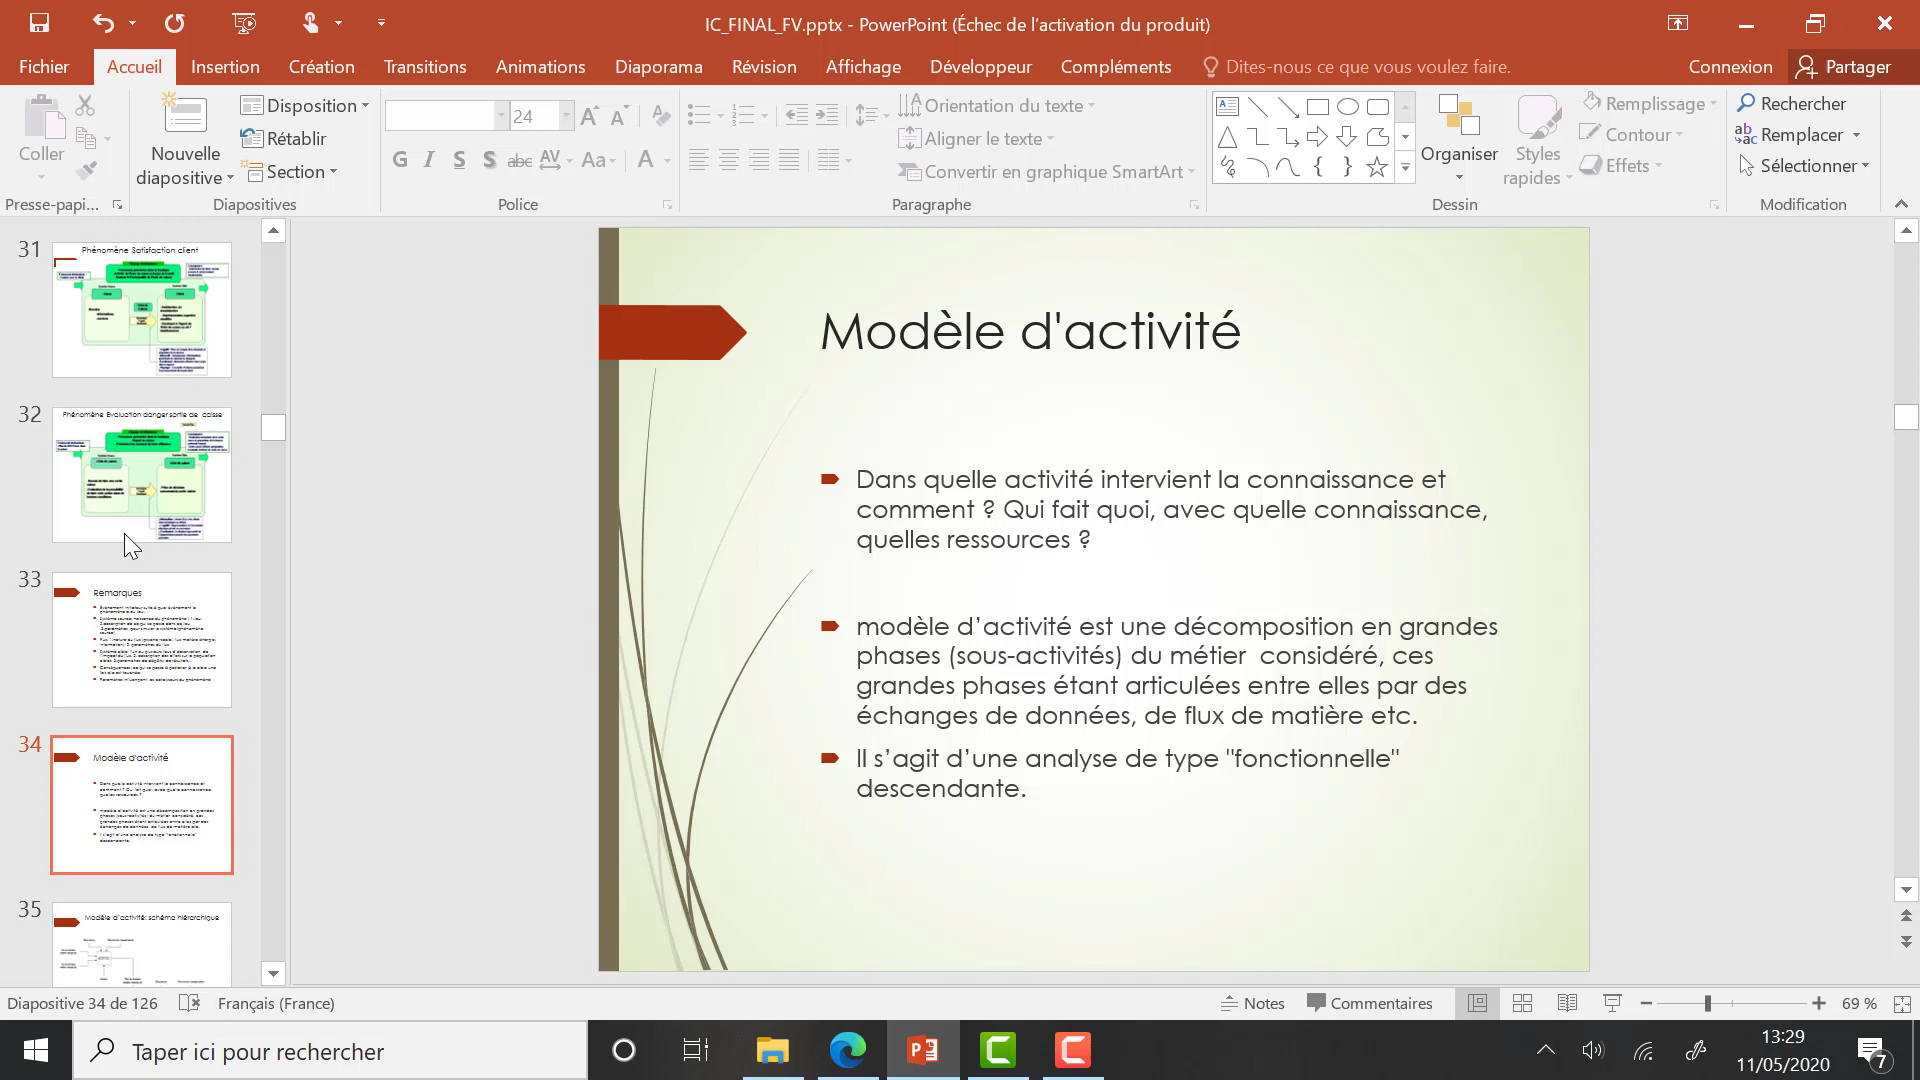 IC_FINAL_FV.pptx - PowerPoint (Échec de l'activation du produit)
Fichier
Accueil
Insertion
Création
Transitions
Animations
Diaporama
Révision
Affichage
Développeur
Compléments
Dites-nous ce que vous voulez faire.
Connexion
Partager
Coller
Nouvelle
diapositive
Disposition
Rétablir
Section
24
Orientation du texte
Aligner le texte
Convertir en graphique SmartArt
Organiser
Styles
rapides
Remplissage
Contour
Effets
Rechercher
Remplacer
Sélectionner
Presse-papi...
Diapositives
Police
Paragraphe
Dessin
Modification
31
Phénomène Satisfaction client
32
Phénomène Evaluation danger sortie de caisse
33
Remarques
34
Modèle d'activité
35
Modèle d'activité: schéma hiérarchique
Modèle d'activité
Dans quelle activité intervient la connaissance et
comment ? Qui fait quoi, avec quelle connaissance,
quelles ressources ?
modèle d'activité est une décomposition en grandes
phases (sous-activités) du métier considéré, ces
grandes phases étant articulées entre elles par des
échanges de données, de flux de matière etc.
Il s'agit d'une analyse de type "fonctionnelle"
descendante.
Diapositive 34 de 126
Français (France)
Notes
Commentaires
69 %
Taper ici pour rechercher
13:29
11/05/2020
7